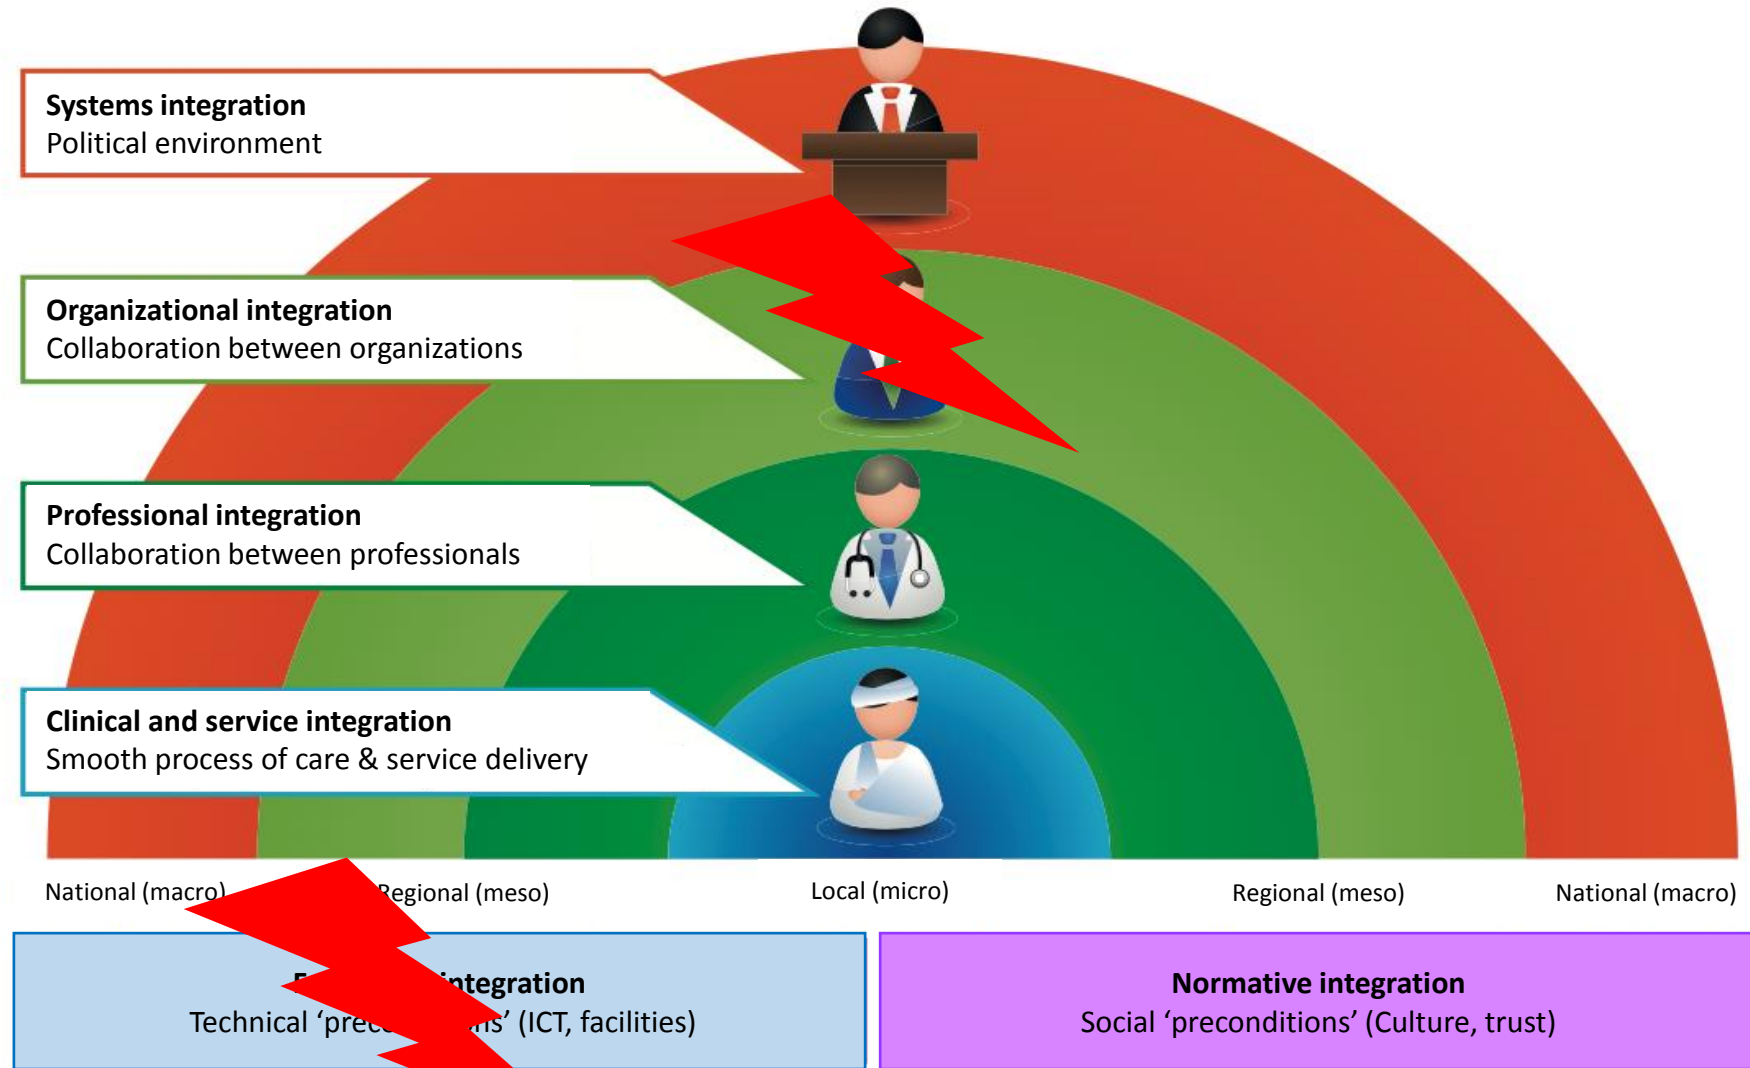 Systems integration
Political environment
Organizational integration
Collaboration between organizations
Professional integration
Collaboration between professionals
Clinical and service integration
Smooth process of care & service delivery
National (macro) Regional (meso) Local (micro) Regional (meso) National (macro)
integration
Technical (ICT, facilities)
Normative integration
Social ‘preconditions’ (Culture, trust)